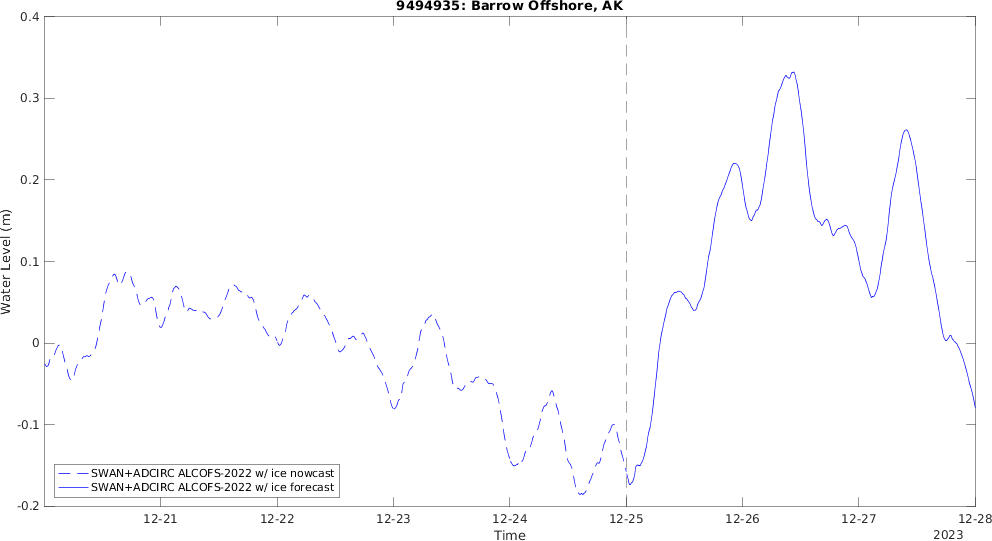 9494935: Barrow Offshore, AK
0.4
0.3
0.2
0.1
0
-0.1
-0.2
Water Level (m)
SWAN+ADCIRC ALCOFS-2022 w/ ice nowcast
SWAN+ADCIRC ALCOFS-2022 w/ ice forecast
12-21 12-22 12-23 12-24 12-25 12-26 12-27 12-28
Time
2023